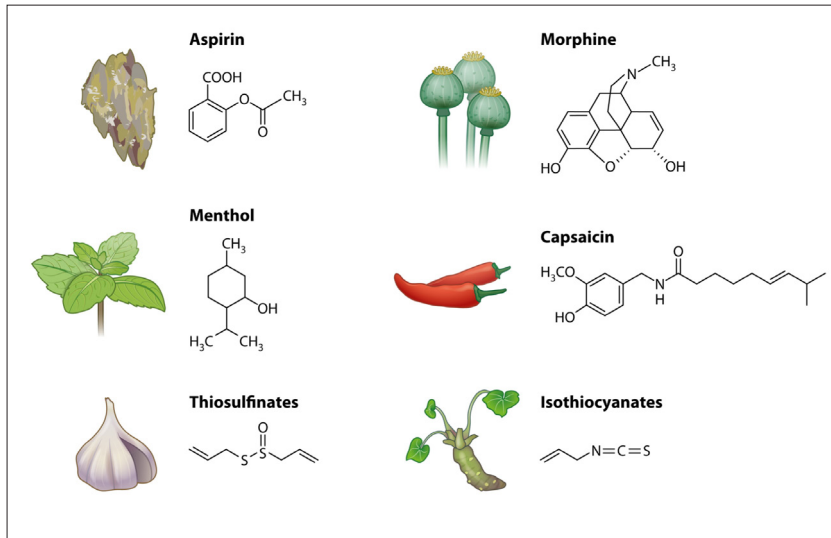 Aspirin
COOH
O
O
CH3
Morphine
N
CH3
HO
O
OH
Menthol
CH3
OH
H3C
CH3
Capsaicin
O
H3CO
N
H
HO
Thiosulfinates
O
S
S
Isothiocyanates
N=C=S